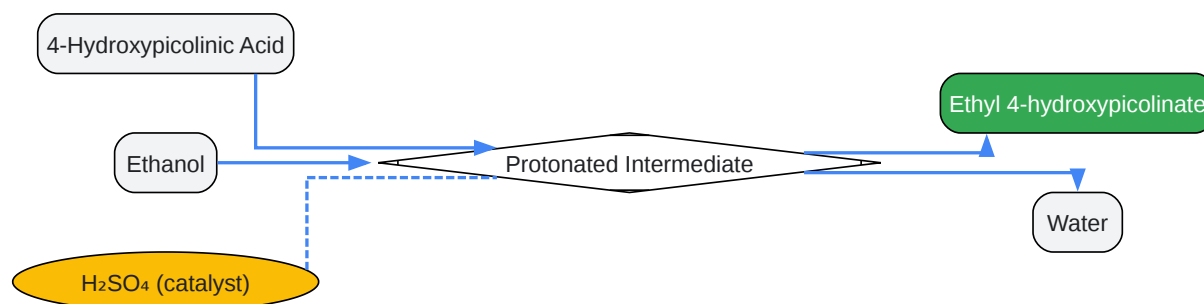 4-Hydroxypicolinic Acid
Ethyl 4-hydroxypicolinate
Ethanol
Protonated Intermediate
Water
H₂SO₄ (catalyst)